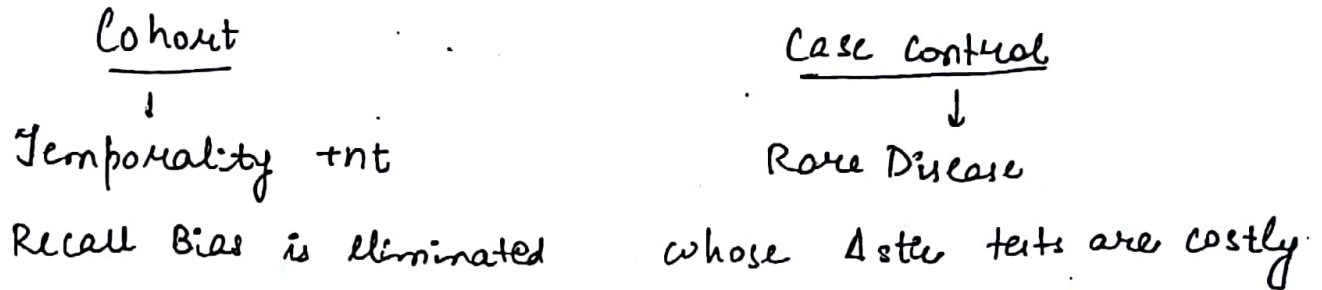 Cohort
Case control
↓
↓
Temporality +nt
Rare Disease
Recall Bias is eliminated
whose Δstic tests are costly.